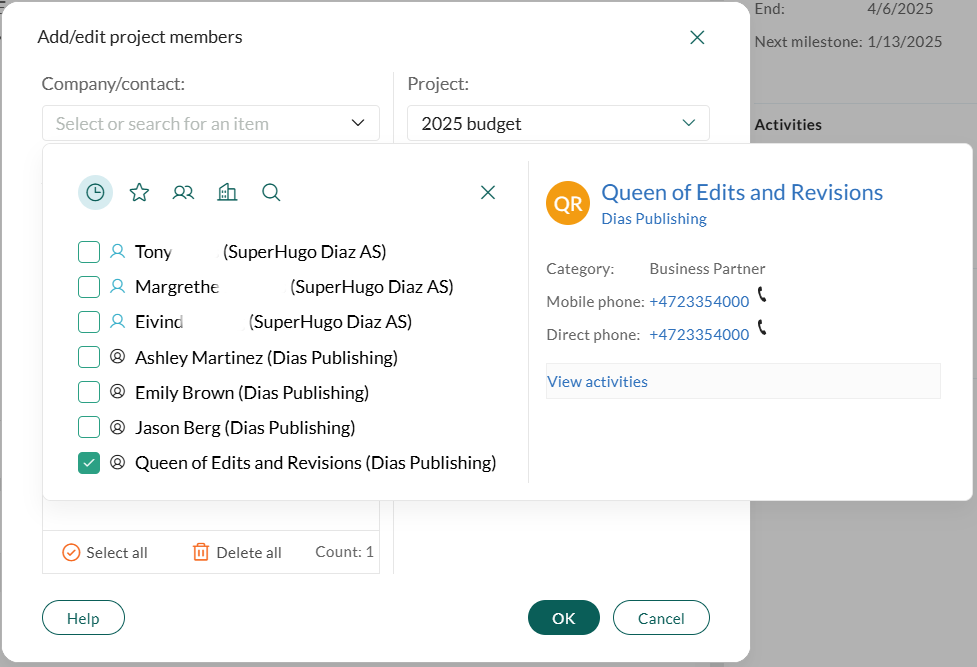 Add/edit project members
Company/contact:
Select or search for an item
Project:
2025 budget
End: 4/6/2025
Next milestone: 1/13/2025
Activities
Tony (SuperHugo Diaz AS)
Margrethe (SuperHugo Diaz AS)
Eivind (SuperHugo Diaz AS)
Ashley Martinez (Dias Publishing)
Emily Brown (Dias Publishing)
Jason Berg (Dias Publishing)
Queen of Edits and Revisions (Dias Publishing)
QR
Queen of Edits and Revisions
Dias Publishing
Category: Business Partner
Mobile phone: +4723354000
Direct phone: +4723354000
View activities
Select all Delete all Count: 1
Help OK Cancel